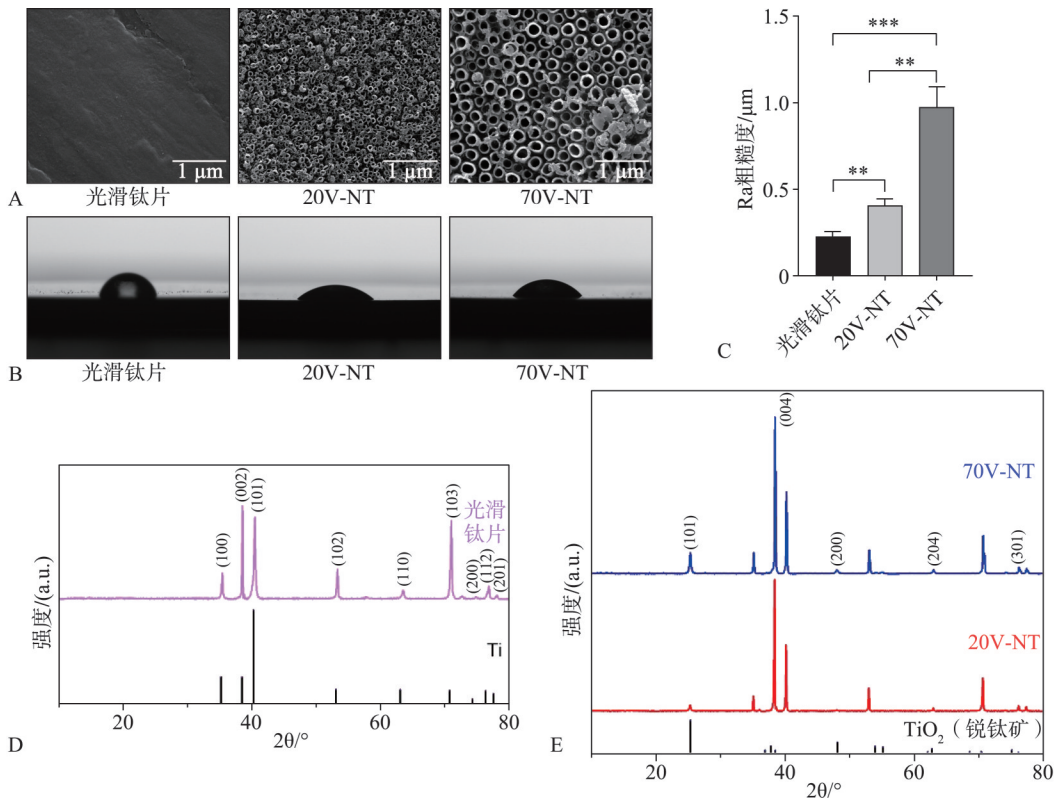 1 μm
1 μm
1 μm
A
光滑钛片
20V-NT
70V-NT
B
光滑钛片
20V-NT
70V-NT
C
Ra粗糙度/μm
1.5
1.0
0.5
0
***
**
**
光滑钛片
20V-NT
70V-NT
D
强度/(a.u.)
(100)
(002)
(101)
(102)
(110)
(103)
(200)
(112)
(201)
光滑
钛片
Ti
20
40
60
80
2θ/°
E
强度/(a.u.)
(101)
(004)
(200)
(204)
(301)
70V-NT
20V-NT
TiO₂（锐钛矿）
20
40
60
80
2θ/°